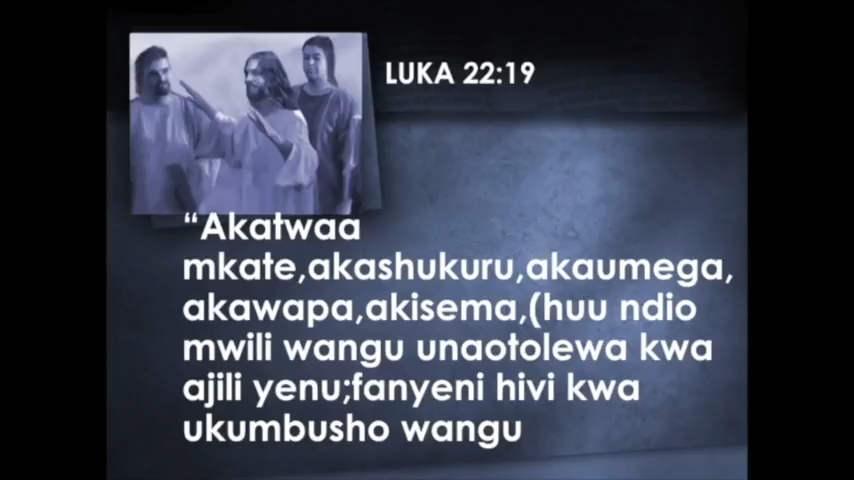 LUKA 22:19
“Akatwaa
mkate,akashukuru,akaumega,
akawapa,akisema,(huu ndio
mwili wangu unaotolewa kwa
ajili yenu;fanyeni hivi kwa
ukumbusho wangu